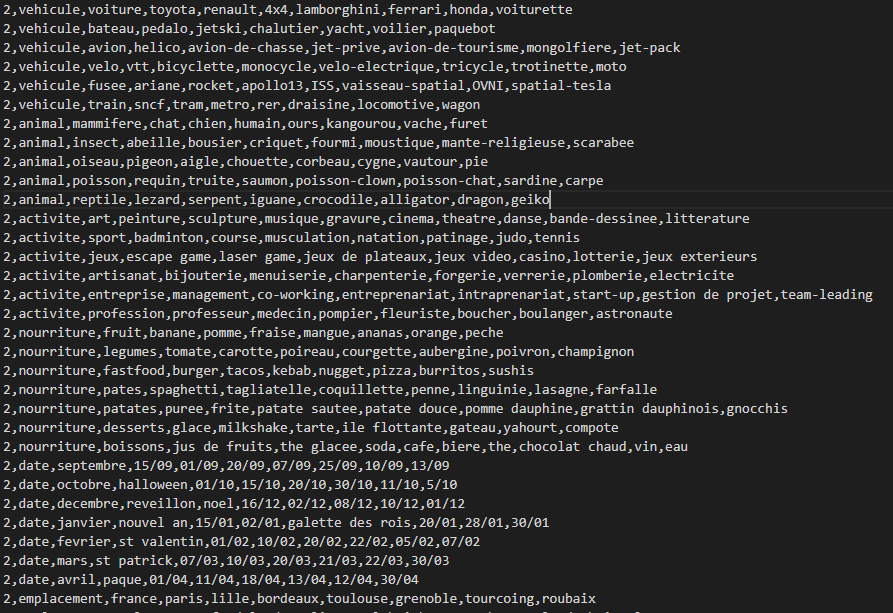 2,vehicule,voiture,toyota,renault,4x4,lamborghini,ferrari,honda,voiturette
2,vehicule,bateau,pedalo,jetski,chalutier,yacht,voilier,paquebot
2,vehicule,avion,helico,avion-de-chasse,jet-prive,avion-de-tourisme,mongolfiere,jet-pack
2,vehicule,velo,vtt,bicyclette,monocycle,velo-electrique,tricycle,trotinette,moto
2,vehicule,fusee,ariane,rocket,apollo13,ISS,vaisseau-spatial,OVNI,spatial-tesla
2,vehicule,train,sncf,tram,metro,rer,draisine,locomotive,wagon
2,animal,mammifere,chat,chien,humain,ours,kangourou,vache,furet
2,animal,insect,abeille,bousier,criquet,fourmi,moustique,mante-religieuse,scarabee
2,animal,oiseau,pigeon,aigle,chouette,corbeau,cygne,vautour,pie
2,animal,poisson,requin,truite,saumon,poisson-clown,poisson-chat,sardine,carpe
2,animal,reptile,lezard,serpent,iguane,crocodile,alligator,dragon,geiko
2,activite,art,peinture,sculpture,musique,gravure,cinema,theatre,danse,bande-dessinee,litterature
2,activite,sport,badminton,course,musculation,natation,patinage,judo,tennis
2,activite,jeux,escape game,laser game,jeux de plateaux,jeux video,casino,lotterie,jeux exterieurs
2,activite,artisanat,bijouterie,menuiserie,charpenterie,forgerie,verrerie,plomberie,electricite
2,activite,entreprise,management,co-working,entreprenariat,intraprenariat,start-up,gestion de projet,team-leading
2,activite,profession,professeur,medecin,pompier,fleuriste,boucher,boulanger,astronaute
2,nourriture,fruit,banane,pomme,fraise,mangue,ananas,orange,peche
2,nourriture,legumes,tomate,carotte,poireau,courgette,aubergine,poivron,champignon
2,nourriture,fastfood,burger,tacos,kebab,nugget,pizza,burritos,sushis
2,nourriture,pates,spaghetti,tagliatelle,coquillette,penne,linguinie,lasagne,farfalle
2,nourriture,patates,puree,frite,patate sautee,patate douce,pomme dauphine,grattin dauphinois,gnocchis
2,nourriture,desserts,glace,milkshake,tarte,ile flottante,gateau,yahourt,compote
2,nourriture,boissons,jus de fruits,the glacee,soda,cafe,biere,the,chocolat chaud,vin,eau
2,date,septembre,15/09,01/09,20/09,07/09,25/09,10/09,13/09
2,date,octobre,halloween,01/10,15/10,20/10,30/10,11/10,5/10
2,date,decembre,reveillon,noel,16/12,02/12,08/12,10/12,01/12
2,date,janvier,nouvel an,15/01,02/01,galette des rois,20/01,28/01,30/01
2,date,fevrier,st valentin,01/02,10/02,20/02,22/02,05/02,07/02
2,date,mars,st patrick,07/03,10/03,20/03,21/03,22/03,30/03
2,date,avril,paque,01/04,11/04,18/04,13/04,12/04,30/04
2,emplacement,france,paris,lille,bordeaux,toulouse,grenoble,tourcoing,roubaix